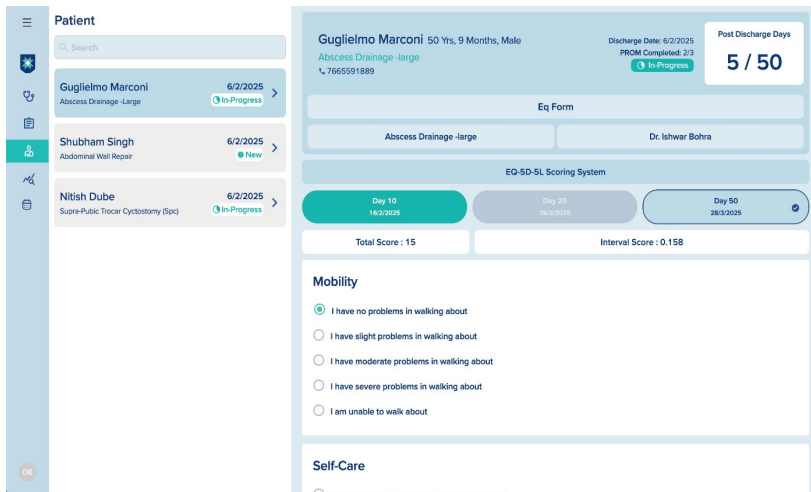 Patient
Search
Guglielmo Marconi
6/2/2025
Abscess Drainage -Large
In-Progress
Shubham Singh
6/2/2025
Abdominal Wall Repair
New
Nitish Dube
6/2/2025
Supra-Pubic Trocar Cyctostomy (Spc)
In-Progress
OB
Guglielmo Marconi 50 Yrs, 9 Months, Male
Abscess Drainage -large
7665591889
Discharge Date: 6/2/2025
PROM Completed: 2/3
In-Progress
Post Discharge Days
5 / 50
Eq Form
Abscess Drainage -large
Dr. Ishwar Bohra
EQ-5D-5L Scoring System
Day 10
16/2/2025
Day 20
26/2/2025
Day 50
28/3/2025
Total Score : 15
Interval Score : 0.158
Mobility
I have no problems in walking about
I have slight problems in walking about
I have moderate problems in walking about
I have severe problems in walking about
I am unable to walk about
Self-Care